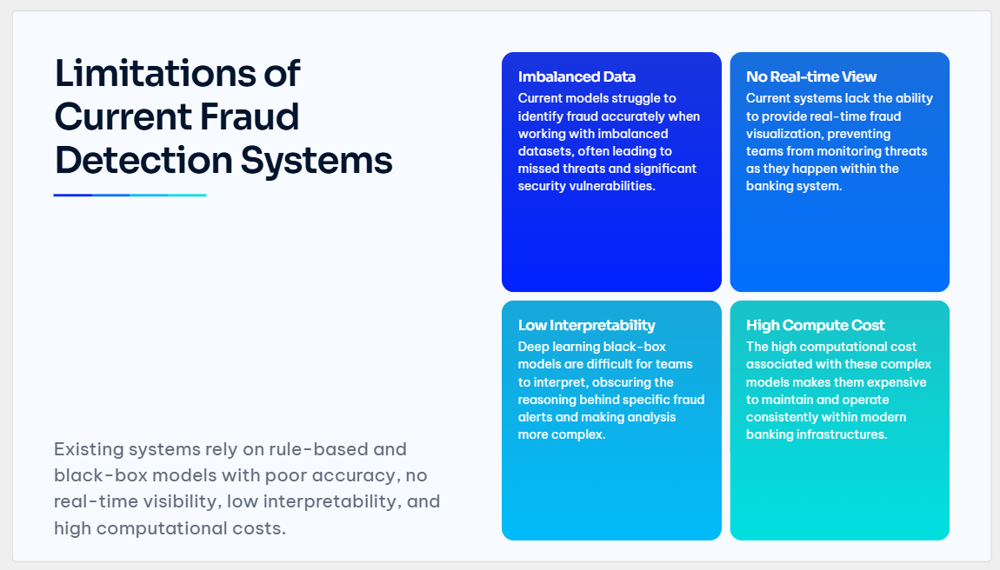 Limitations of
Current Fraud
Detection Systems
Existing systems rely on rule-based and
black-box models with poor accuracy, no
real-time visibility, low interpretability, and
high computational costs.
Imbalanced Data
Current models struggle to
identify fraud accurately when
working with imbalanced
datasets, often leading to
missed threats and significant
security vulnerabilities.
No Real-time View
Current systems lack the ability
to provide real-time fraud
visualization, preventing
teams from monitoring threats
as they happen within the
banking system.
Low Interpretability
Deep learning black-box
models are difficult for teams
to interpret, obscuring the
reasoning behind specific fraud
alerts and making analysis
more complex.
High Compute Cost
The high computational cost
associated with these complex
models makes them expensive
to maintain and operate
consistently within modern
banking infrastructures.